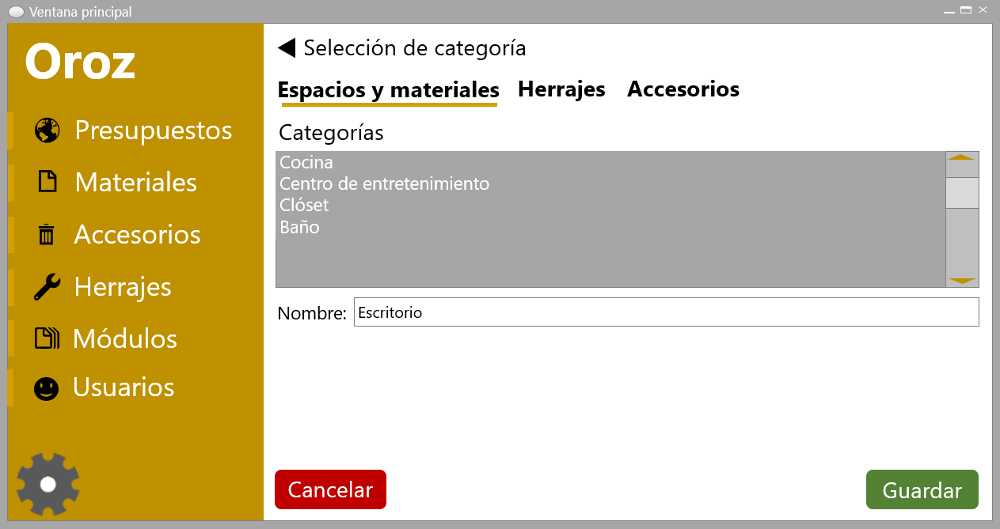 Ventana principal
Oroz
Presupuestos
Materiales
Accesorios
Herrajes
Módulos
Usuarios
Selección de categoría
Espacios y materiales Herrajes Accesorios
Categorías
Cocina
Centro de entretenimiento
Clóset
Baño
Nombre: Escritorio
Cancelar Guardar